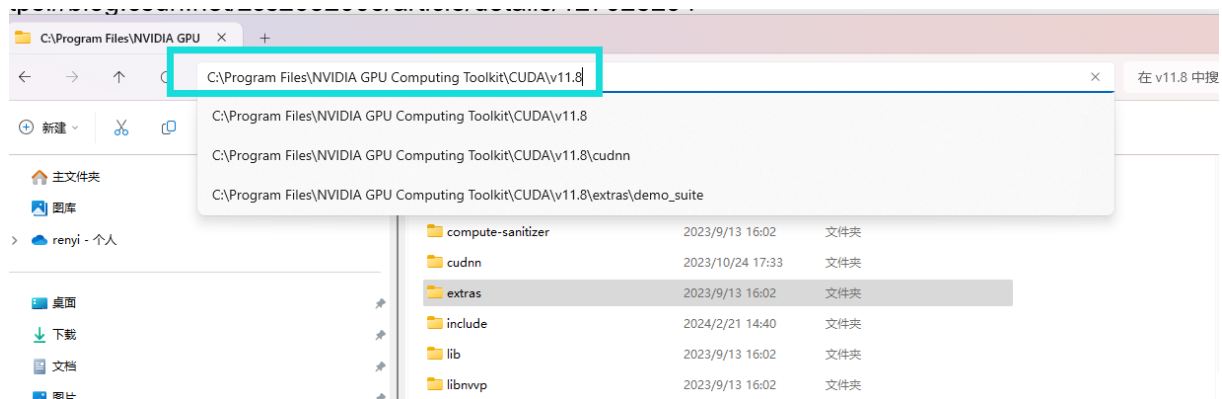 C:\Program Files\NVIDIA GPU
C:\Program Files\NVIDIA GPU Computing Toolkit\CUDA\v11.8
在 v11.8 中搜
C:\Program Files\NVIDIA GPU Computing Toolkit\CUDA\v11.8
C:\Program Files\NVIDIA GPU Computing Toolkit\CUDA\v11.8\cudnn
C:\Program Files\NVIDIA GPU Computing Toolkit\CUDA\v11.8\extras\demo_suite
新建
主文件夹
图库
renyi - 个人
桌面
下载
文档
图片
compute-sanitizer 2023/9/13 16:02 文件夹
cudnn 2023/10/24 17:33 文件夹
extras 2023/9/13 16:02 文件夹
include 2024/2/21 14:40 文件夹
lib 2023/9/13 16:02 文件夹
libnvvp 2023/9/13 16:02 文件夹